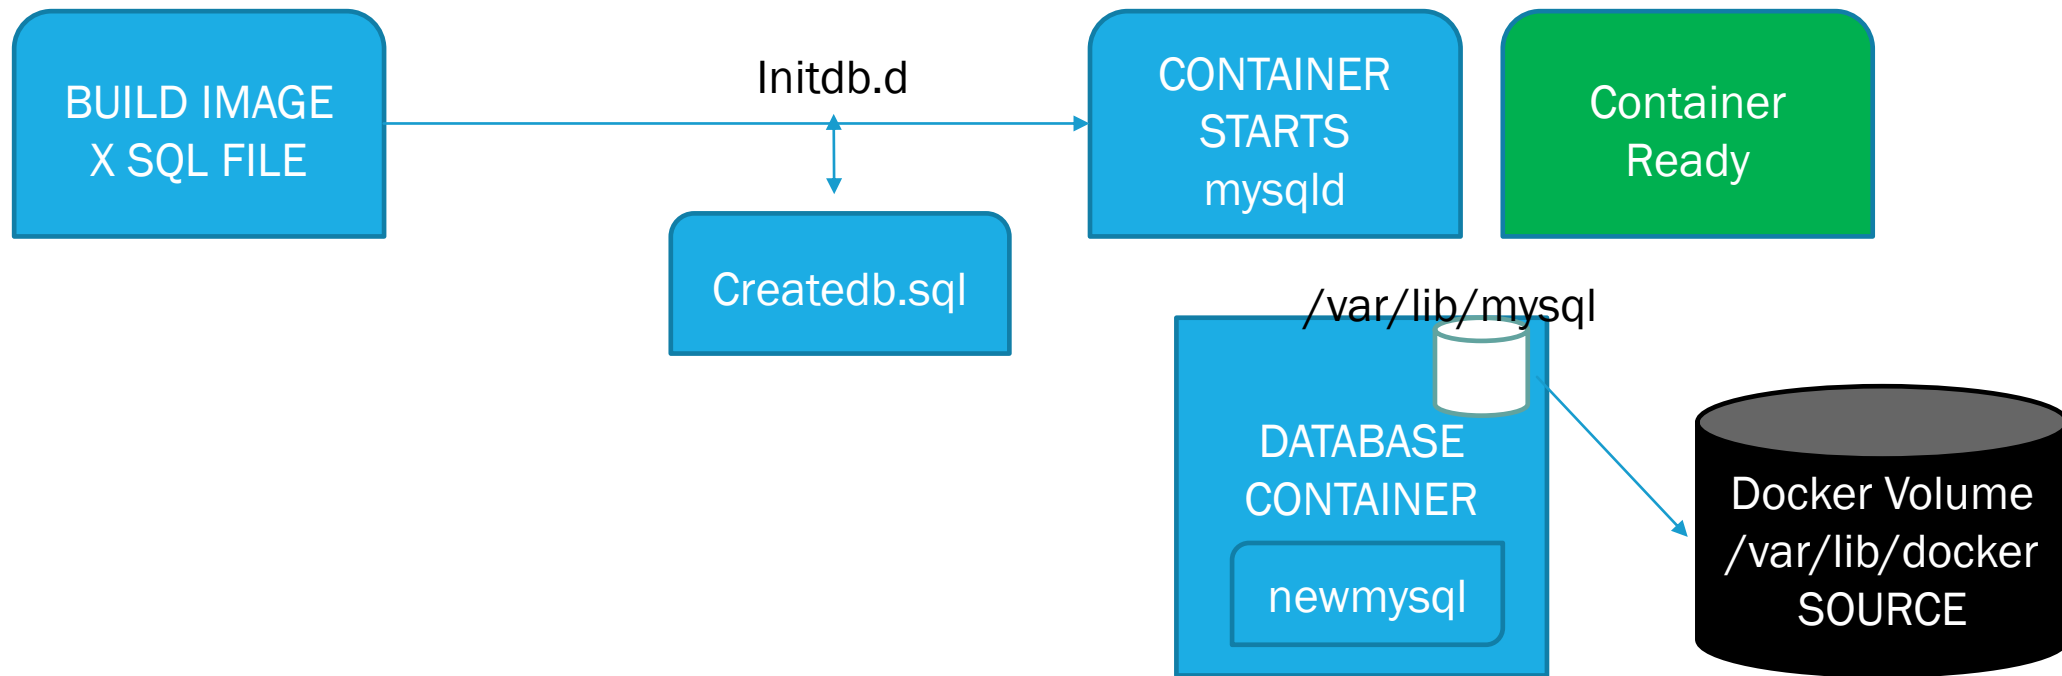 BUILD IMAGE
X SQL FILE
Initdb.d
Createdb.sql
CONTAINER
STARTS
mysqld
Container
Ready
/var/lib/mysql
DATABASE
CONTAINER
newmysql
Docker Volume
/var/lib/docker
SOURCE